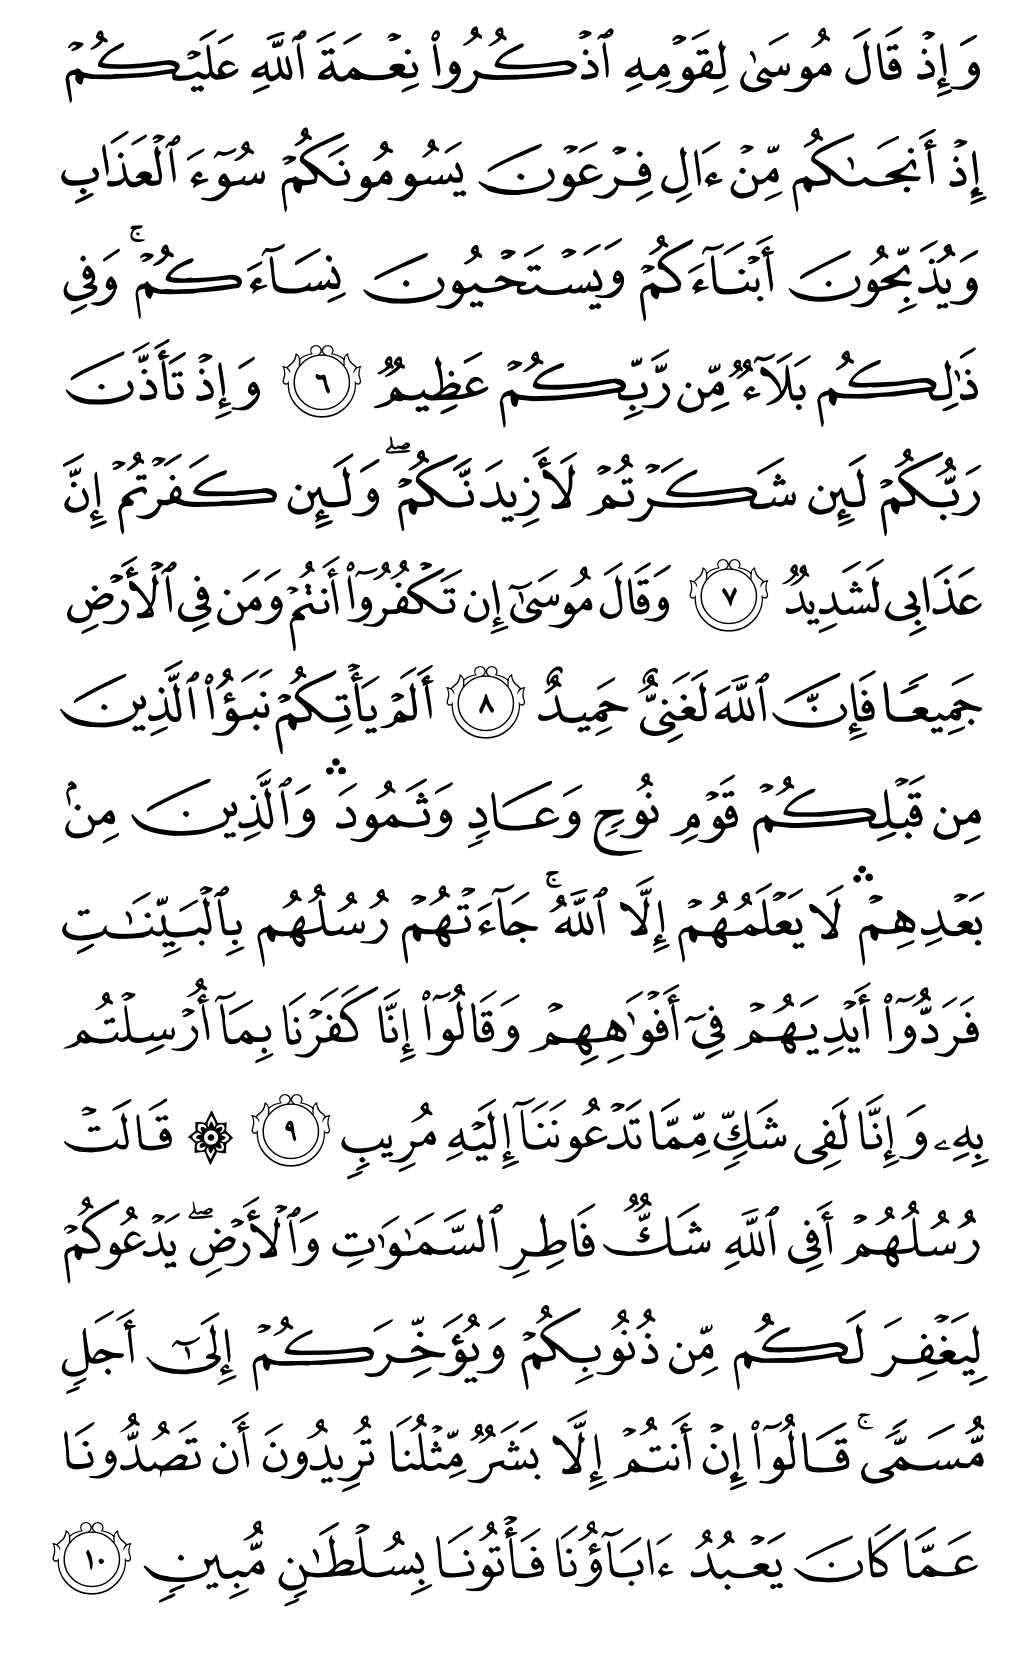 وَإِذْ قَالَ مُوسَىٰ لِقَوْمِهِ ٱذْكُرُوا۟ نِعْمَةَ ٱللَّهِ عَلَيْكُمْ
إِذْ أَنجَىٰكُم مِّنْ ءَالِ فِرْعَوْنَ يَسُومُونَكُمْ سُوٓءَ ٱلْعَذَابِ
وَيُذَبِّحُونَ أَبْنَآءَكُمْ وَيَسْتَحْيُونَ نِسَآءَكُمْ ۚ وَفِى
ذَٰلِكُم بَلَآءٌ مِّن رَّبِّكُمْ عَظِيمٌ ٦ وَإِذْ تَأَذَّنَ
رَبُّكُمْ لَئِن شَكَرْتُمْ لَأَزِيدَنَّكُمْ ۖ وَلَئِن كَفَرْتُمْ إِنَّ
عَذَابِى لَشَدِيدٌ ٧ وَقَالَ مُوسَىٰٓ إِن تَكْفُرُوٓا۟ أَنتُمْ وَمَن فِى ٱلْأَرْضِ
جَمِيعًا فَإِنَّ ٱللَّهَ لَغَنِىٌّ حَمِيدٌ ٨ أَلَمْ يَأْتِكُمْ نَبَؤُا۟ ٱلَّذِينَ
مِن قَبْلِكُمْ قَوْمِ نُوحٍ وَعَادٍ وَثَمُودَ ۛ وَٱلَّذِينَ مِنۢ
بَعْدِهِمْ ۛ لَا يَعْلَمُهُمْ إِلَّا ٱللَّهُ ۚ جَآءَتْهُمْ رُسُلُهُم بِٱلْبَيِّنَٰتِ
فَرَدُّوٓا۟ أَيْدِيَهُمْ فِىٓ أَفْوَٰهِهِمْ وَقَالُوٓا۟ إِنَّا كَفَرْنَا بِمَآ أُرْسِلْتُم
بِهِۦ وَإِنَّا لَفِى شَكٍّ مِّمَّا تَدْعُونَنَآ إِلَيْهِ مُرِيبٍ ٩ ۞ قَالَتْ
رُسُلُهُمْ أَفِى ٱللَّهِ شَكٌّ فَاطِرِ ٱلسَّمَٰوَٰتِ وَٱلْأَرْضِ ۖ يَدْعُوكُمْ
لِيَغْفِرَ لَكُم مِّن ذُنُوبِكُمْ وَيُؤَخِّرَكُمْ إِلَىٰٓ أَجَلٍ
مُّسَمًّى ۚ قَالُوٓا۟ إِنْ أَنتُمْ إِلَّا بَشَرٌ مِّثْلُنَا تُرِيدُونَ أَن تَصُدُّونَا
عَمَّا كَانَ يَعْبُدُ ءَابَآؤُنَا فَأْتُونَا بِسُلْطَٰنٍ مُّبِينٍ ١٠